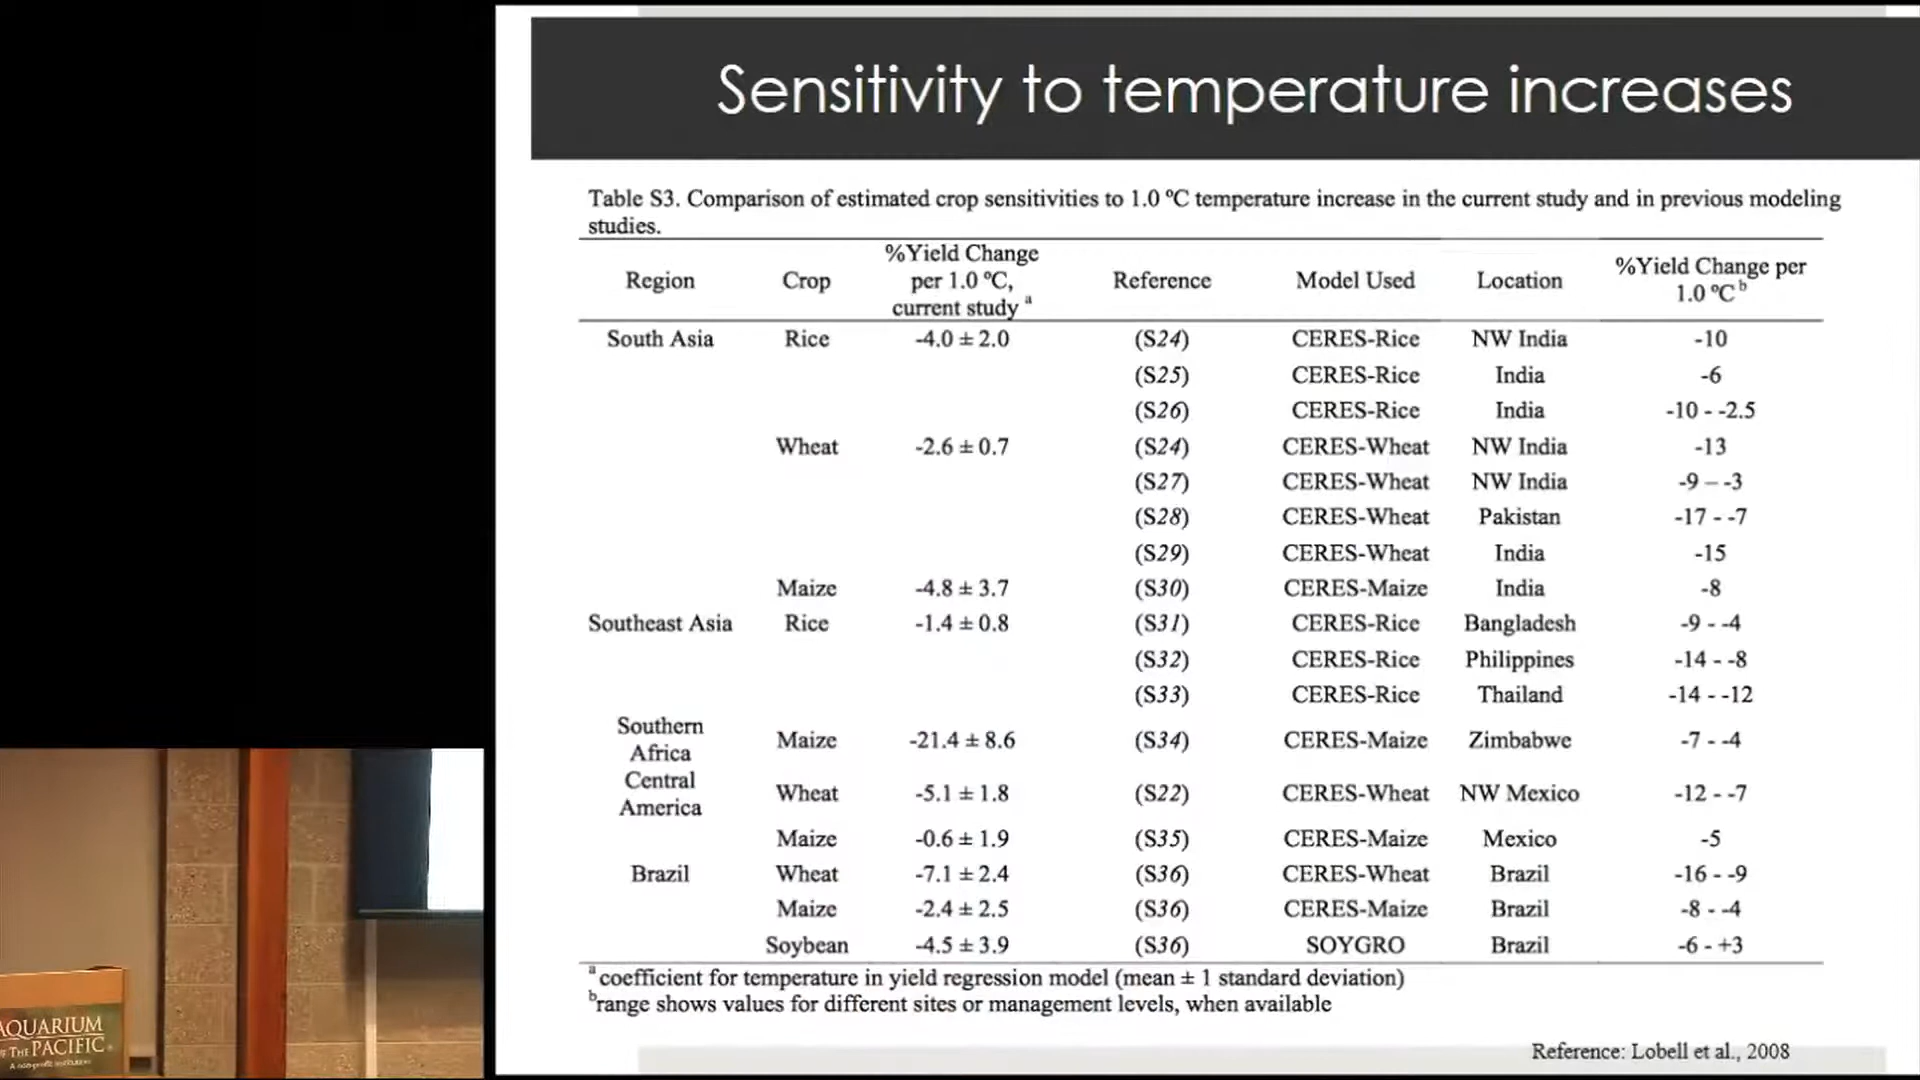 Sensitivity to temperature increases
Table S3. Comparison of estimated crop sensitivities to 1.0 ºC temperature increase in the current study and in previous modeling
studies.
Region Crop %Yield Change per 1.0 ºC, current study a Reference Model Used Location %Yield Change per 1.0 ºC b
South Asia Rice -4.0 ± 2.0 (S24) CERES-Rice NW India -10
(S25) CERES-Rice India -6
(S26) CERES-Rice India -10 - -2.5
Wheat -2.6 ± 0.7 (S24) CERES-Wheat NW India -13
(S27) CERES-Wheat NW India -9 – -3
(S28) CERES-Wheat Pakistan -17 - -7
(S29) CERES-Wheat India -15
Maize -4.8 ± 3.7 (S30) CERES-Maize India -8
Southeast Asia Rice -1.4 ± 0.8 (S31) CERES-Rice Bangladesh -9 - -4
(S32) CERES-Rice Philippines -14 - -8
(S33) CERES-Rice Thailand -14 - -12
Southern Africa Maize -21.4 ± 8.6 (S34) CERES-Maize Zimbabwe -7 - -4
Central America Wheat -5.1 ± 1.8 (S22) CERES-Wheat NW Mexico -12 - -7
Maize -0.6 ± 1.9 (S35) CERES-Maize Mexico -5
Brazil Wheat -7.1 ± 2.4 (S36) CERES-Wheat Brazil -16 - -9
Maize -2.4 ± 2.5 (S36) CERES-Maize Brazil -8 - -4
Soybean -4.5 ± 3.9 (S36) SOYGRO Brazil -6 - +3
a coefficient for temperature in yield regression model (mean ± 1 standard deviation)
b range shows values for different sites or management levels, when available
Reference: Lobell et al., 2008
AQUARIUM
THE PACIFIC